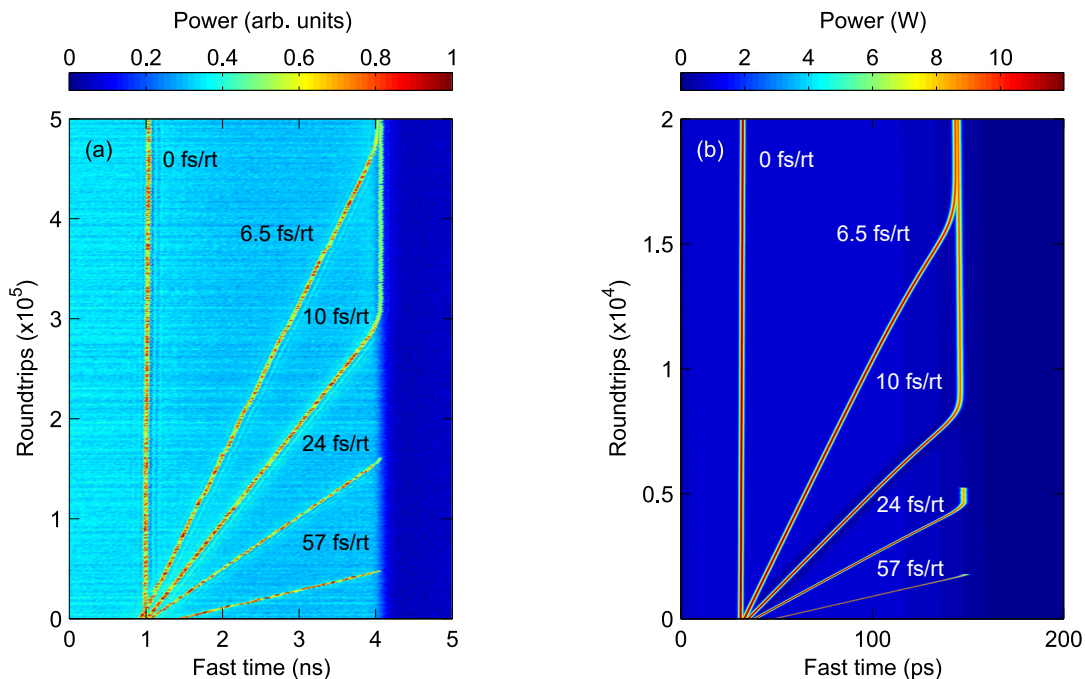 Power (arb. units)
0 0.2 0.4 0.6 0.8 1
(a)
0 fs/rt
6.5 fs/rt
10 fs/rt
24 fs/rt
57 fs/rt
5
4
3
2
1
0
Roundtrips (x10⁵)
0 1 2 3 4 5
Fast time (ns)
Power (W)
0 2 4 6 8 10
(b)
0 fs/rt
6.5 fs/rt
10 fs/rt
24 fs/rt
57 fs/rt
2
1.5
1
0.5
0
Roundtrips (x10⁴)
0 100 200
Fast time (ps)